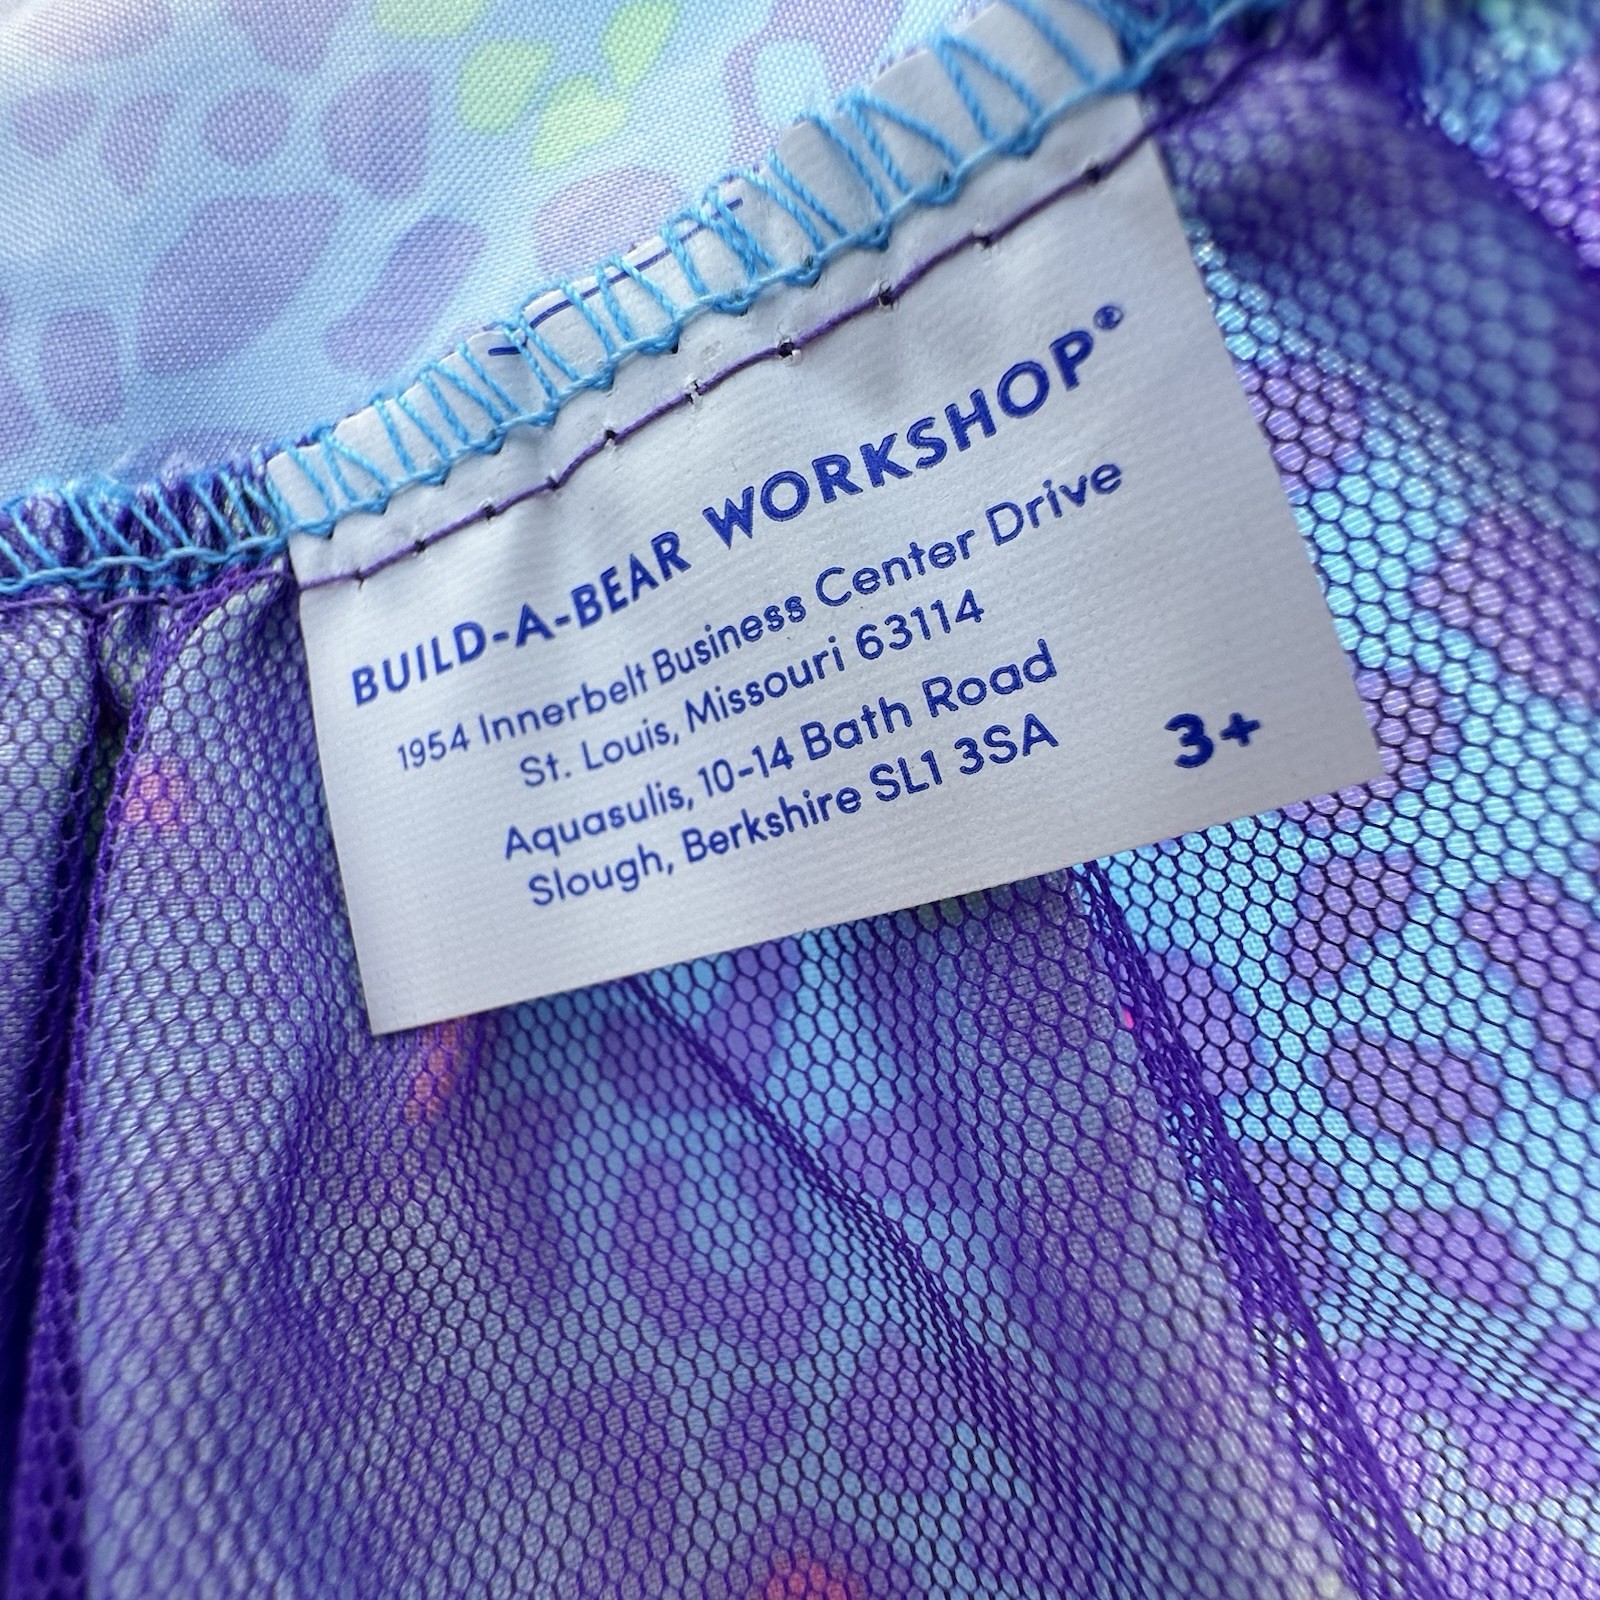 BUILD-A-BEAR WORKSHOP®
1954 Innerbelt Business Center Drive
St. Louis, Missouri 63114
Aquasulis, 10-14 Bath Road
Slough, Berkshire SL1 3SA
3+